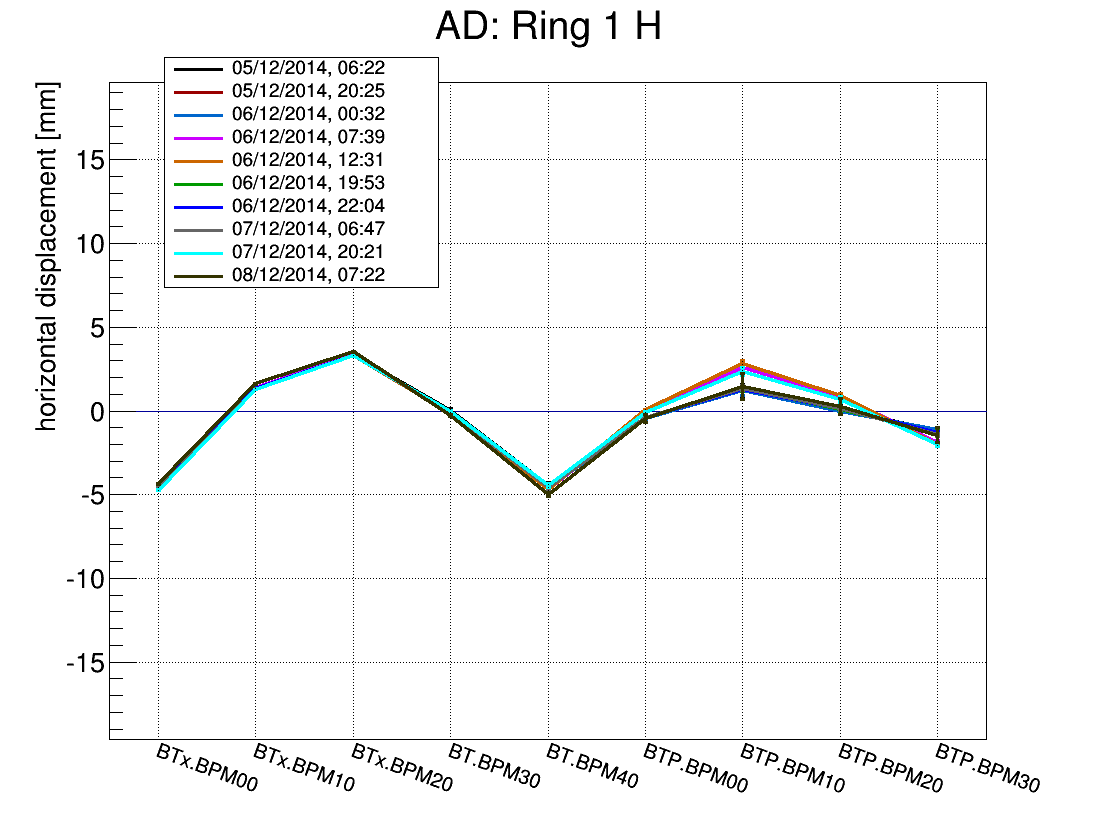 AD: Ring 1 H
05/12/2014, 06:22
05/12/2014, 20:25
06/12/2014, 00:32
06/12/2014, 07:39
06/12/2014, 12:31
06/12/2014, 19:53
06/12/2014, 22:04
07/12/2014, 06:47
07/12/2014, 20:21
08/12/2014, 07:22
horizontal displacement [mm]
15
10
5
0
-5
-10
-15
BTx.BPM00
BTx.BPM10
BTx.BPM20
BT.BPM30
BT.BPM40
BTP.BPM00
BTP.BPM10
BTP.BPM20
BTP.BPM30